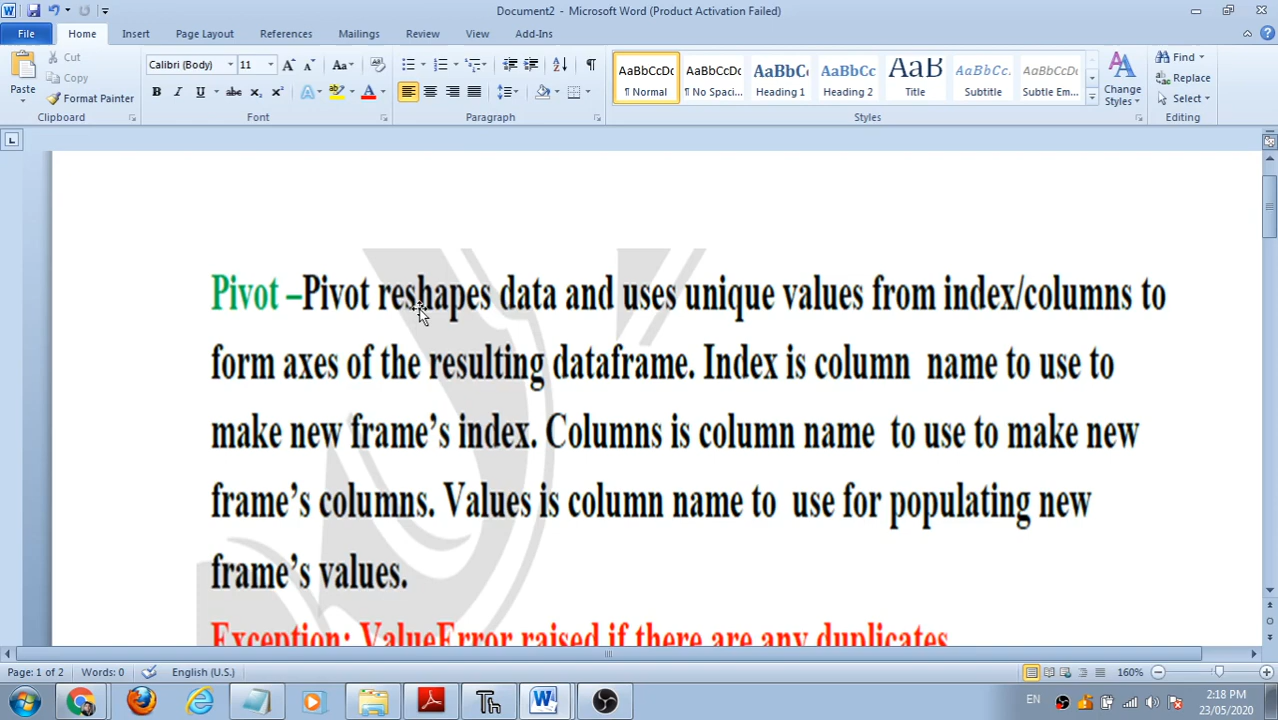 Document2 - Microsoft Word (Product Activation Failed)
File Home Insert Page Layout References Mailings Review View Add-Ins
Paste
Cut
Copy
Format Painter
Clipboard
Calibri (Body) 11
Font
Paragraph
AaBbCcDc AaBbCcDc AaBbCc AaBbCc AaB AaBbCc. AaBbCcDc
¶ Normal ¶ No Spaci... Heading 1 Heading 2 Title Subtitle Subtle Em...
Change Styles
Styles
Find
Replace
Select
Editing
Pivot –Pivot reshapes data and uses unique values from index/columns to
form axes of the resulting dataframe. Index is column name to use to
make new frame’s index. Columns is column name to use to make new
frame’s columns. Values is column name to use for populating new
frame’s values.
Exception: ValueError raised if there are any duplicates.
Page: 1 of 2 Words: 0 English (U.S.) 160%
EN 2:18 PM
23/05/2020